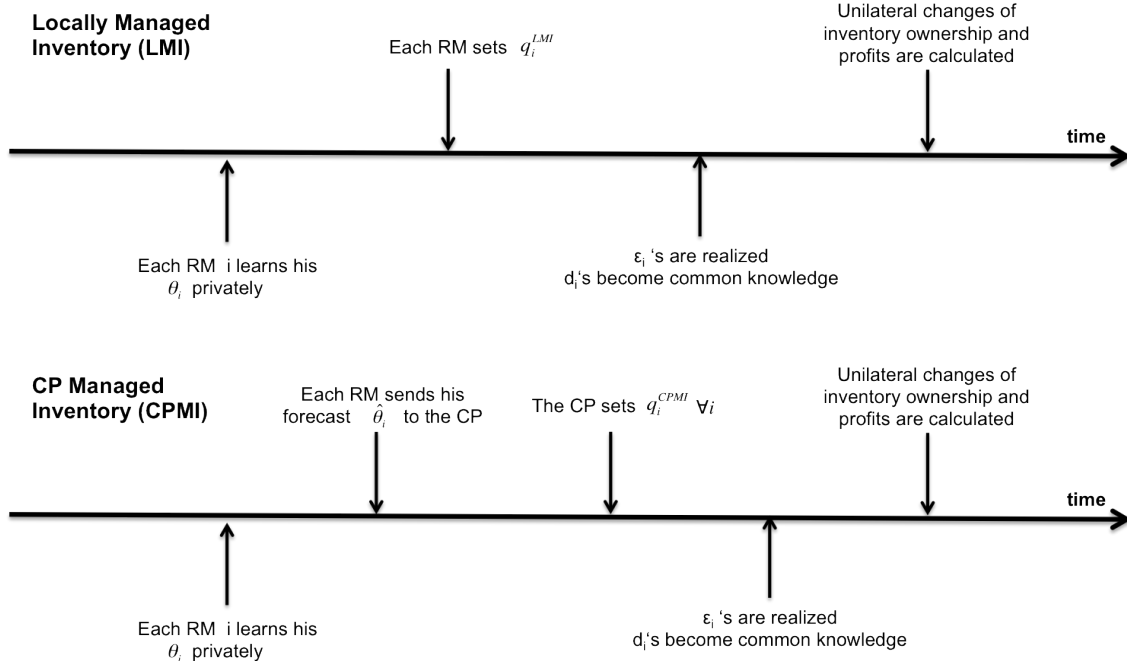 Locally Managed
Inventory (LMI)
Each RM sets q_i^{LMI}
Unilateral changes of
inventory ownership and
profits are calculated
time
Each RM i learns his
θ_i privately
ε_i ‘s are realized
d_i‘s become common knowledge
CP Managed
Inventory (CPMI)
Each RM sends his
forecast \hat{θ}_i to the CP
The CP sets q_i^{CPMI} ∀i
Unilateral changes of
inventory ownership and
profits are calculated
time
Each RM i learns his
θ_i privately
ε_i ‘s are realized
d_i‘s become common knowledge